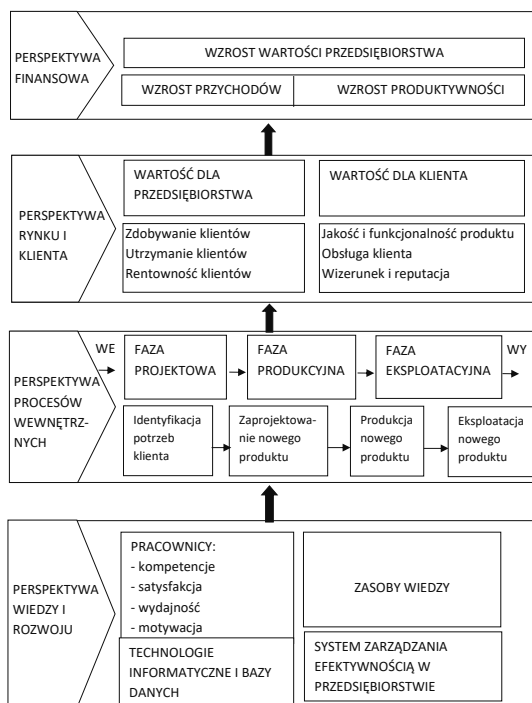 PERSPEKTYWA
FINANSOWA
WZROST WARTOŚCI PRZEDSIĘBIORSTWA
WZROST PRZYCHODÓW
WZROST PRODUKTYWNOŚCI
PERSPEKTYWA
RYNKU I
KLIENTA
WARTOŚĆ DLA
PRZEDSIĘBIORSTWA
WARTOŚĆ DLA KLIENTA
Zdobywanie klientów
Utrzymanie klientów
Rentowność klientów
Jakość i funkcjonalność produktu
Obsługa klienta
Wizerunek i reputacja
PERSPEKTYWA
PROCESÓW
WEWNĘTRZ-
NYCH
WE
FAZA
PROJEKTOWA
FAZA
PRODUKCYJNA
FAZA
EKSPLOATACYJNA
WY
Identyfikacja
potrzeb
klienta
Zaprojektowa-
nie nowego
produktu
Produkcja
nowego
produktu
Eksploatacja
nowego
produktu
PERSPEKTYWA
WIEDZY I
ROZWOJU
PRACOWNICY:
- kompetencje
- satysfakcja
- wydajność
- motywacja
ZASOBY WIEDZY
TECHNOLOGIE
INFORMATYCZNE I BAZY
DANYCH
SYSTEM ZARZĄDZANIA
EFEKTYWNOŚCIĄ W
PRZEDSIĘBIORSTWIE